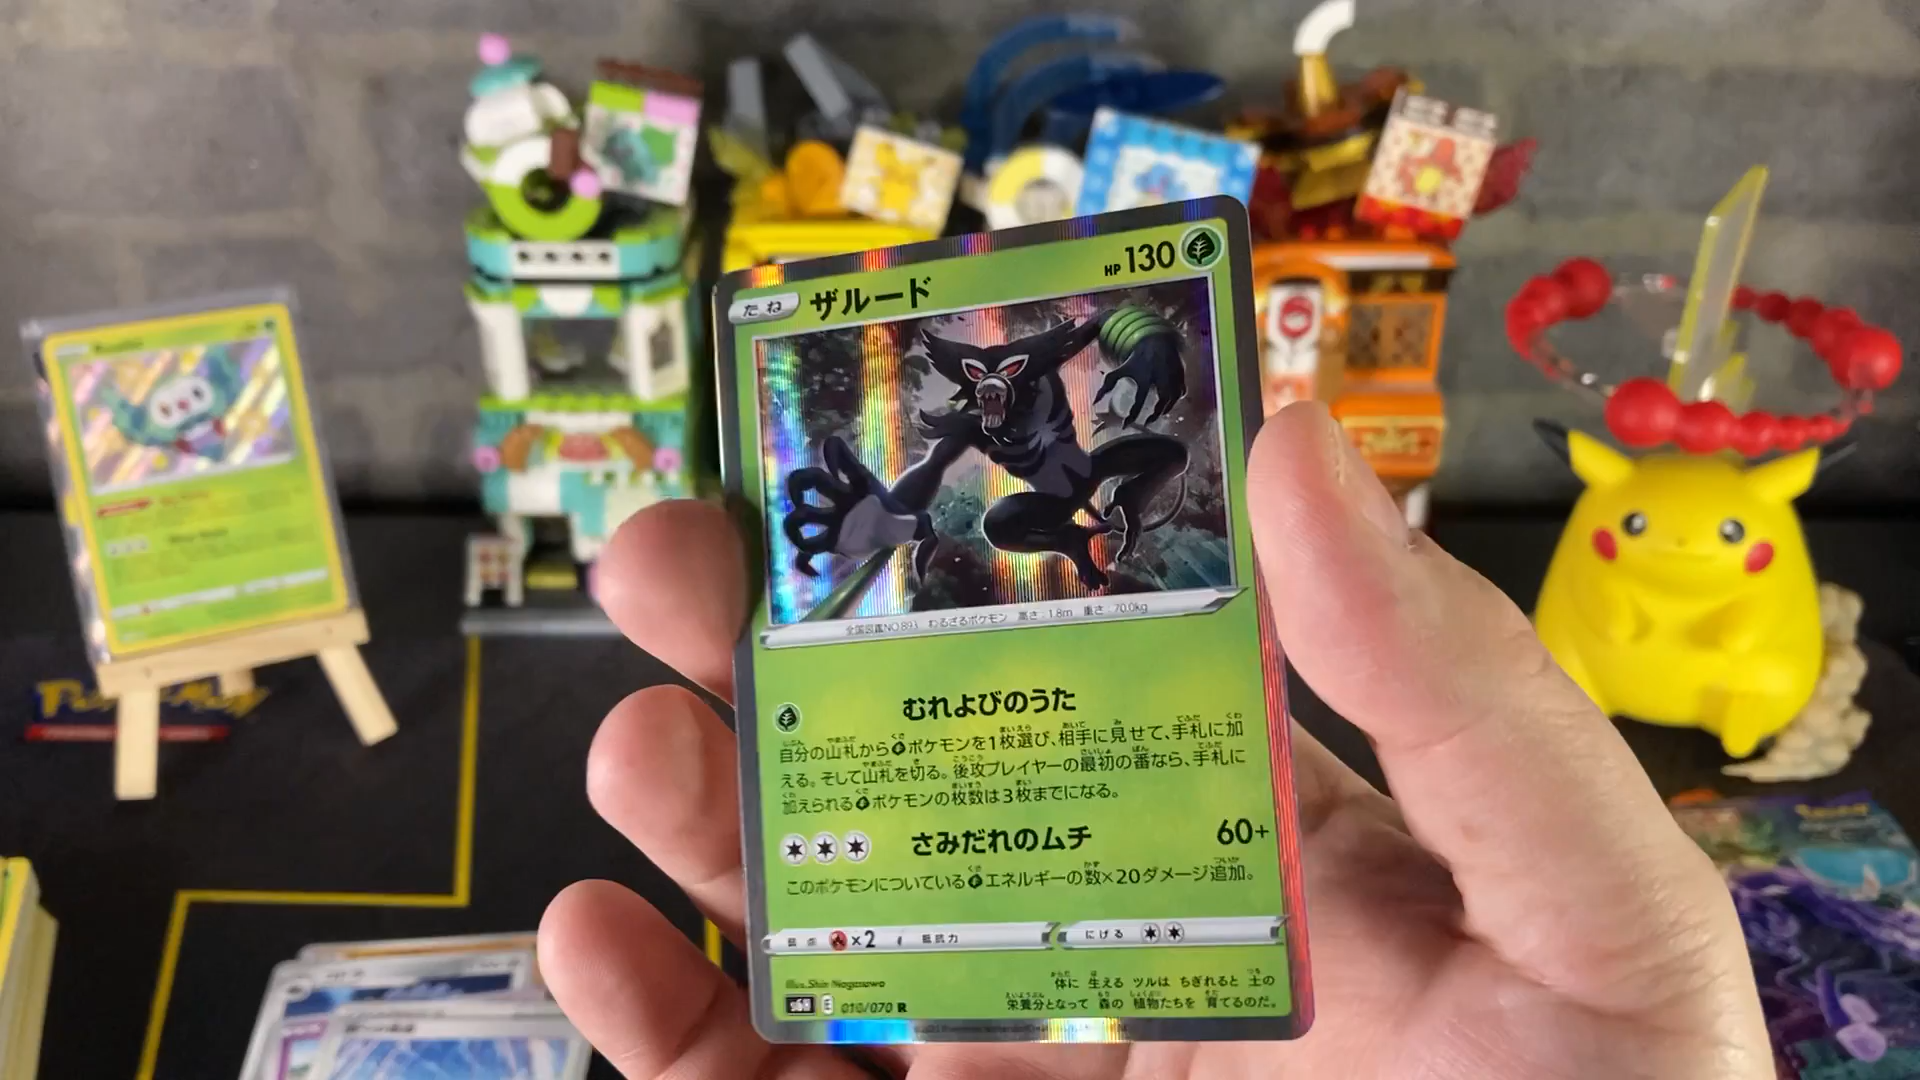 たね ザルード HP 130
全国図鑑NO.893 わるざるポケモン 高さ:1.8m 重さ:70.0kg
むれよびのうた
自分の山札からポケモンを1枚選び、相手に見せて、手札に加
える。そして山札を切る。後攻プレイヤーの最初の番なら、手札に
加えられるポケモンの枚数は3枚までになる。
さみだれのムチ 60+
このポケモンについているエネルギーの数×20ダメージ追加。
弱点 ×2 抵抗力 にげる
Illus. Shin Nagasawa
体に 生える ツルは ちぎれると 土の
栄養分となって 森の 植物たちを 育てるのだ。
S6H E 010/070 R
Pokémon